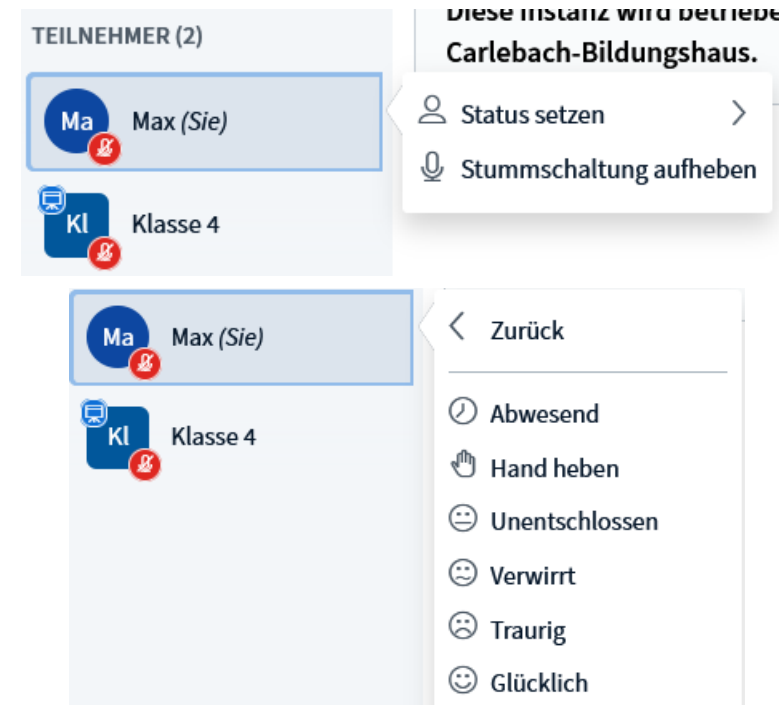 Diese Instanz wird betriebe
TEILNEHMER (2)
Carlebach-Bildungshaus.
Ma
Max (Sie)
Status setzen
Stummschaltung aufheben
Kl
Klasse 4
Ma
Max (Sie)
Zurück
Kl
Klasse 4
Abwesend
Hand heben
Unentschlossen
Verwirrt
Traurig
Glücklich